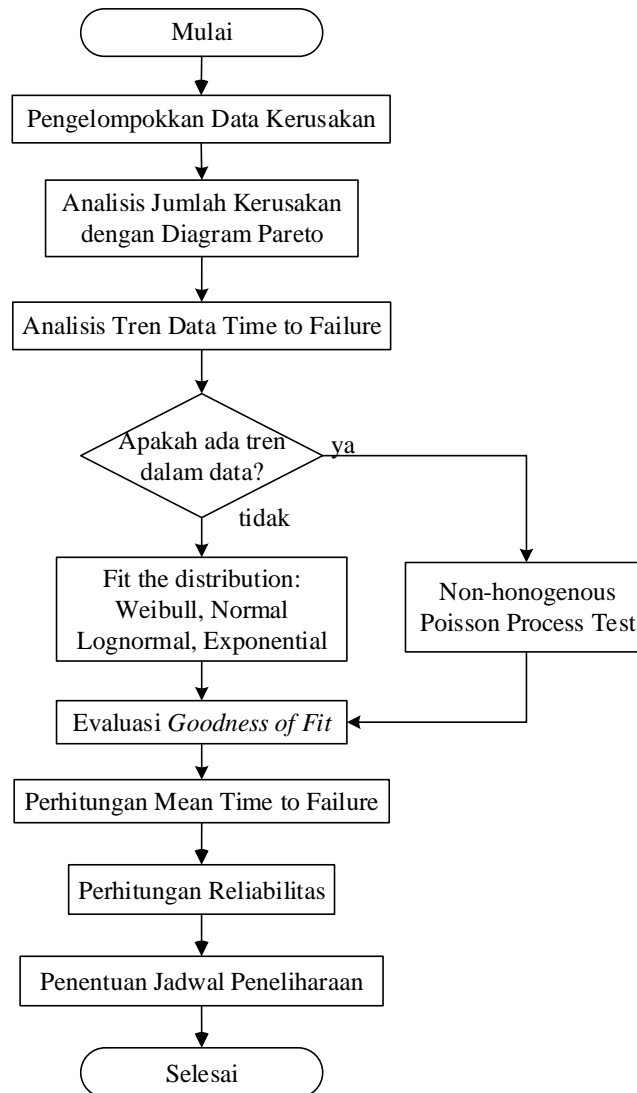 Mulai
Pengelompokkan Data Kerusakan
Analisis Jumlah Kerusakan
dengan Diagram Pareto
Analisis Tren Data Time to Failure
Apakah ada tren
dalam data?
ya
tidak
Fit the distribution:
Weibull, Normal
Lognormal, Exponential
Non-honogenous
Poisson Process Test
Evaluasi Goodness of Fit
Perhitungan Mean Time to Failure
Perhitungan Reliabilitas
Penentuan Jadwal Peneliharaan
Selesai